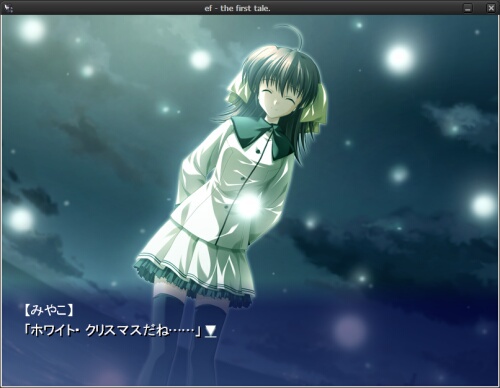 ef - the first tale.
【みやこ】
「ホワイト・クリスマスだね……」